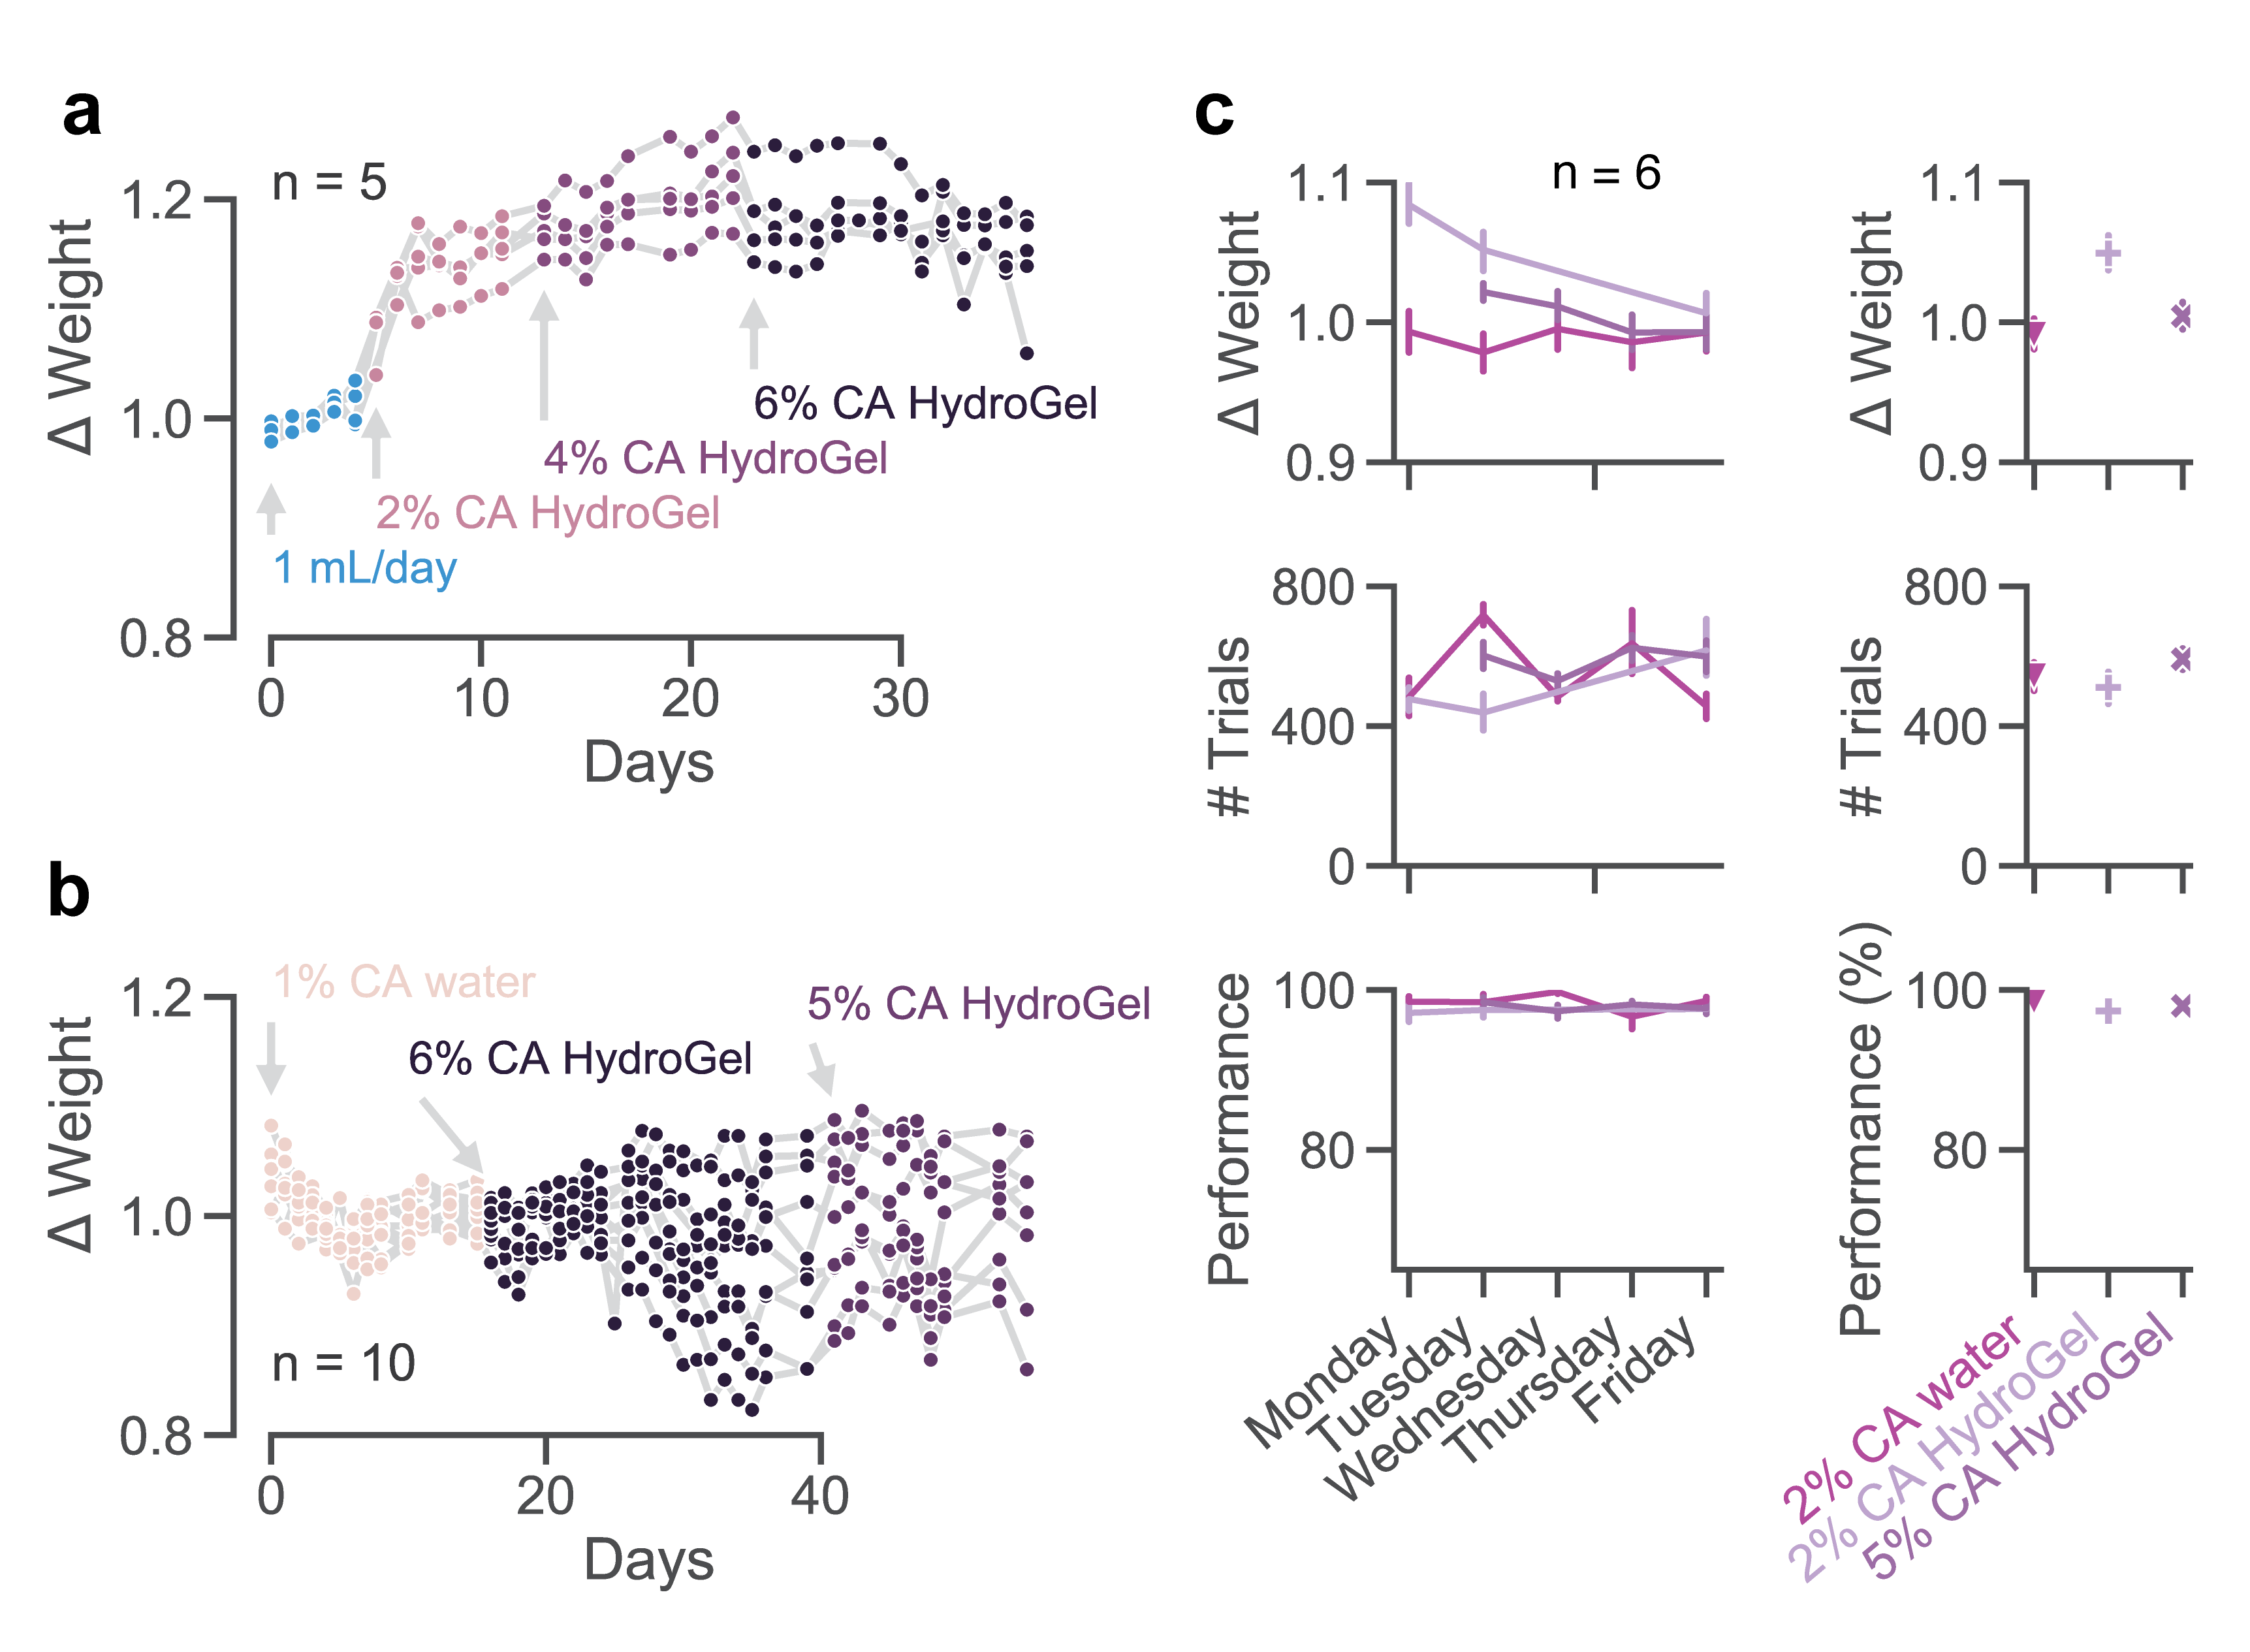 a
n = 5
Δ Weight
1.2
1.0
0.8
6% CA HydroGel
4% CA HydroGel
2% CA HydroGel
1 mL/day
0
10
20
30
Days
b
Δ Weight
1.2
1.0
0.8
1% CA water
6% CA HydroGel
5% CA HydroGel
n = 10
0
20
40
Days
c
n = 6
Δ Weight
1.1
1.0
0.9
Δ Weight
1.1
1.0
0.9
# Trials
800
400
0
# Trials
800
400
0
Performance
100
80
Monday
Tuesday
Wednesday
Thursday
Friday
Performance (%)
100
80
2% CA water
2% CA HydroGel
5% CA HydroGel